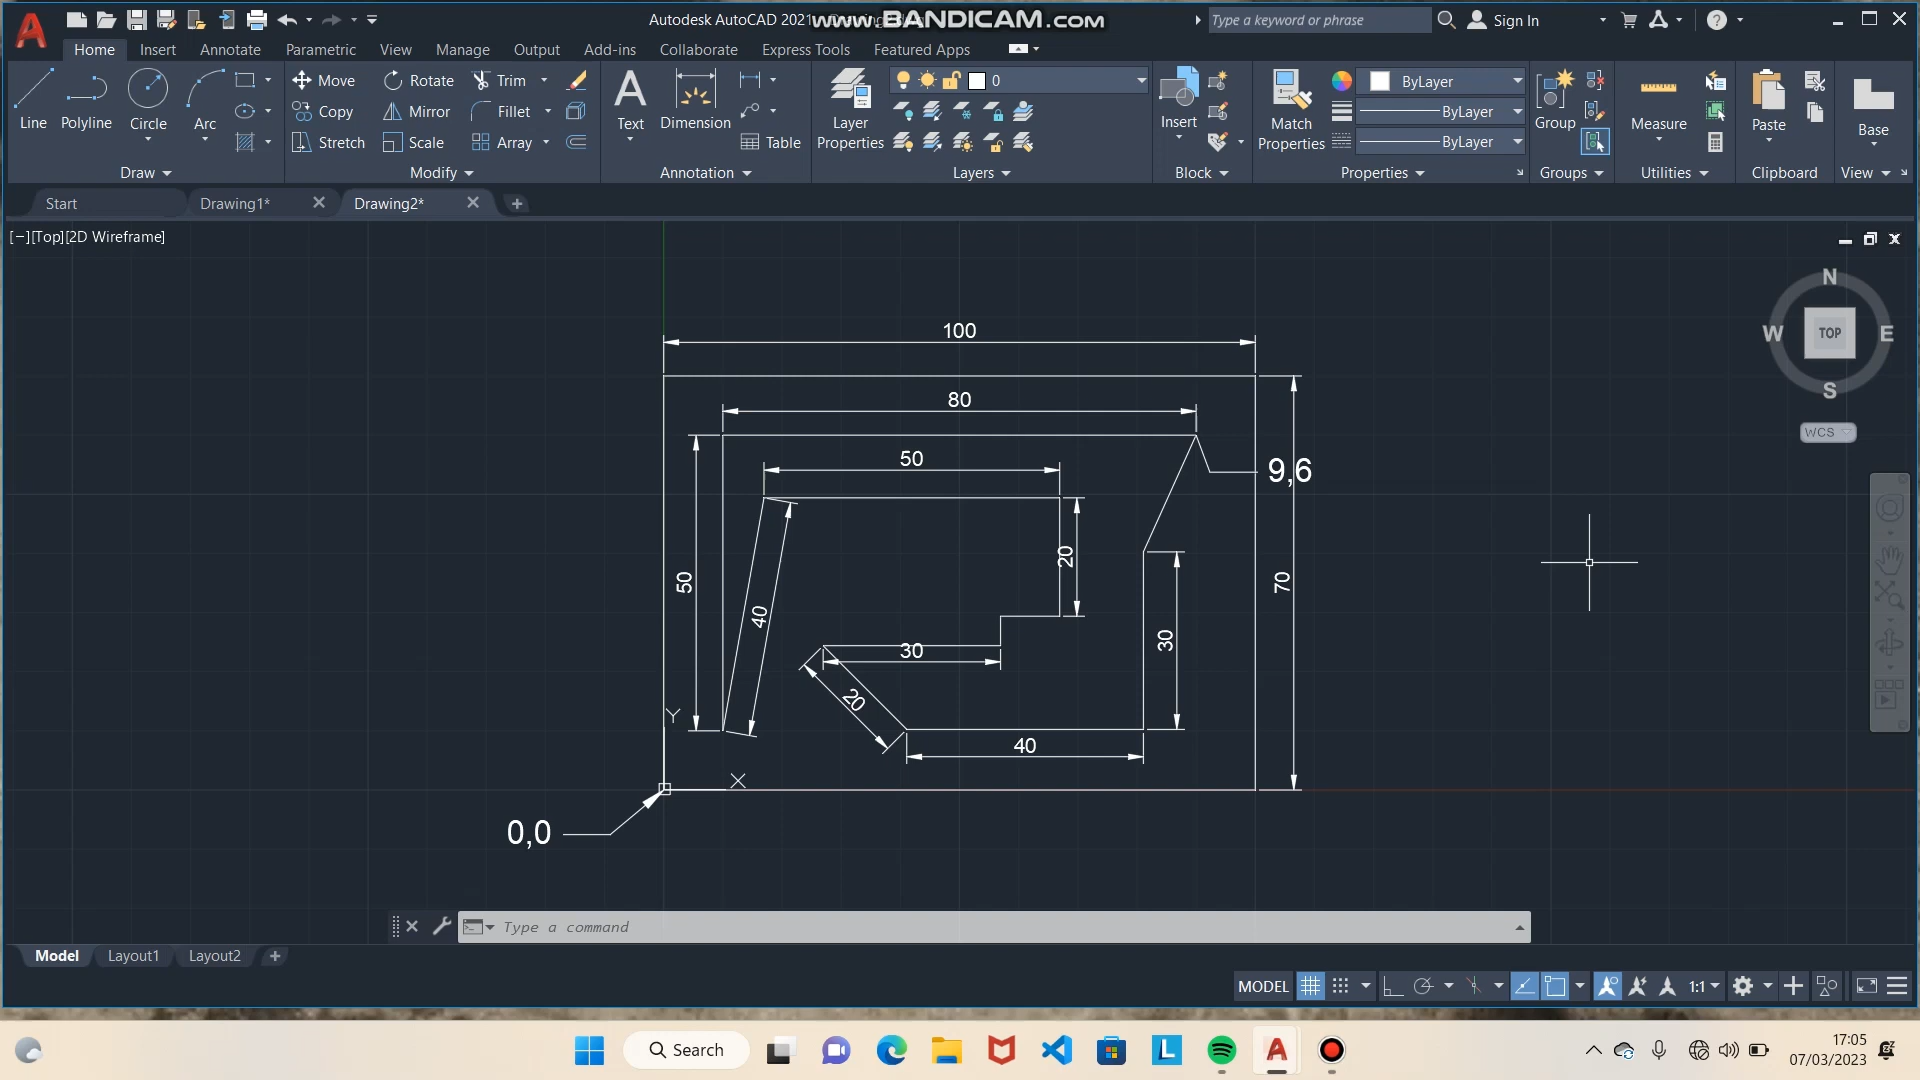 Autodesk AutoCAD 2021
www.BANDICAM.com
Type a keyword or phrase
Sign In
Home Insert Annotate Parametric View Manage Output Add-ins Collaborate Express Tools Featured Apps
Line Polyline Circle Arc
Move Rotate Trim
Copy Mirror Fillet
Stretch Scale Array
Text Dimension Table
Layer Properties
0
Insert
Match Properties
ByLayer
ByLayer
ByLayer
Group
Measure
Paste
Base
Draw Modify Annotation Layers Block Properties Groups Utilities Clipboard View
Start Drawing1* Drawing2*
[−][Top][2D Wireframe]
N
W TOP E
S
WCS
100
80
50
9,6
20
50
70
40
30
30
20
40
Y
X
0,0
Type a command
Model Layout1 Layout2
MODEL 1:1
Search
L
17:05
07/03/2023